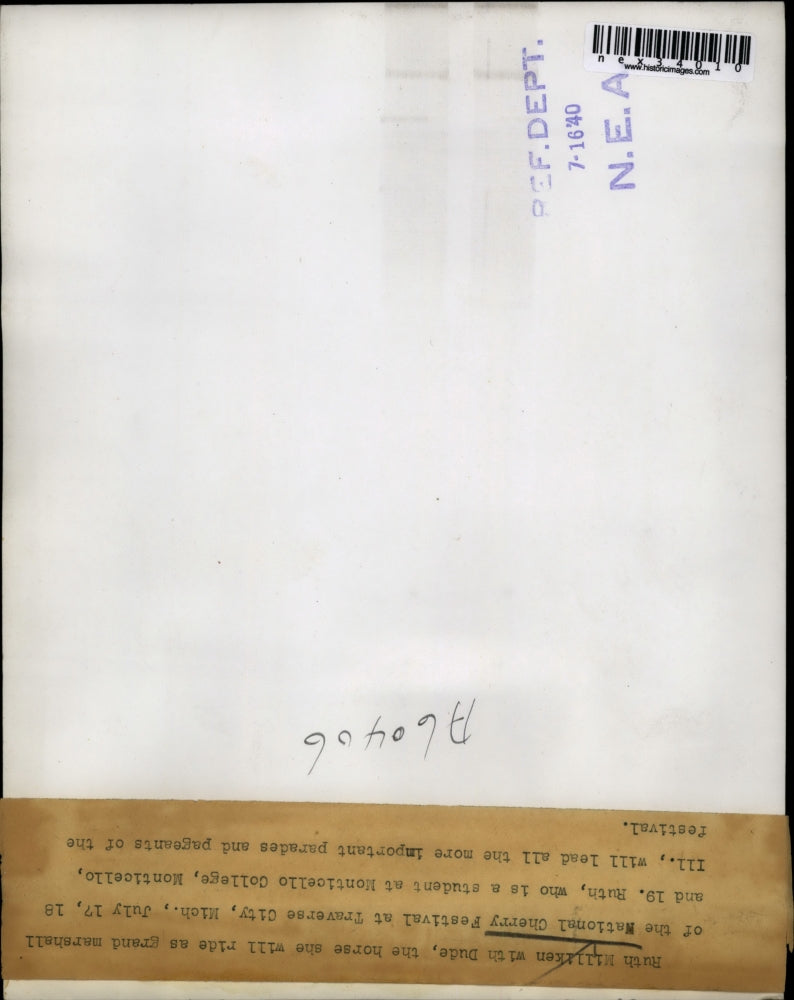 nex34010
www.historicimages.com
REF.DEPT.
7-16'40
N.E.A
A60406
Ruth Milliken with Dude, the horse she will ride as grand marshall
of the National Cherry Festival at Traverse City, Mich., July 17, 18
and 19. Ruth, who is a student at Monticello College, Monticello,
Ill., will lead all the more important parades and pageants of the
festival.